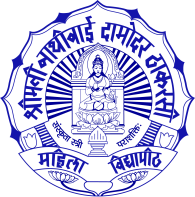 श्रीमती नाथीबाई दामोदर ठाकरसी
संस्कृता स्त्री पराशक्ति
महिला विद्यापीठ